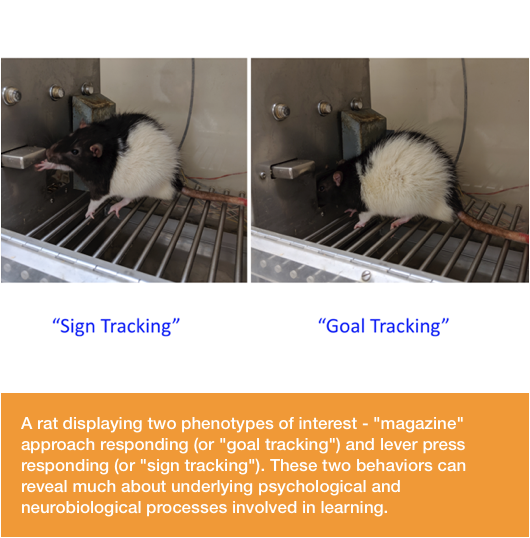 “Sign Tracking”
“Goal Tracking”
A rat displaying two phenotypes of interest - "magazine"
approach responding (or "goal tracking") and lever press
responding (or "sign tracking"). These two behaviors can
reveal much about underlying psychological and
neurobiological processes involved in learning.